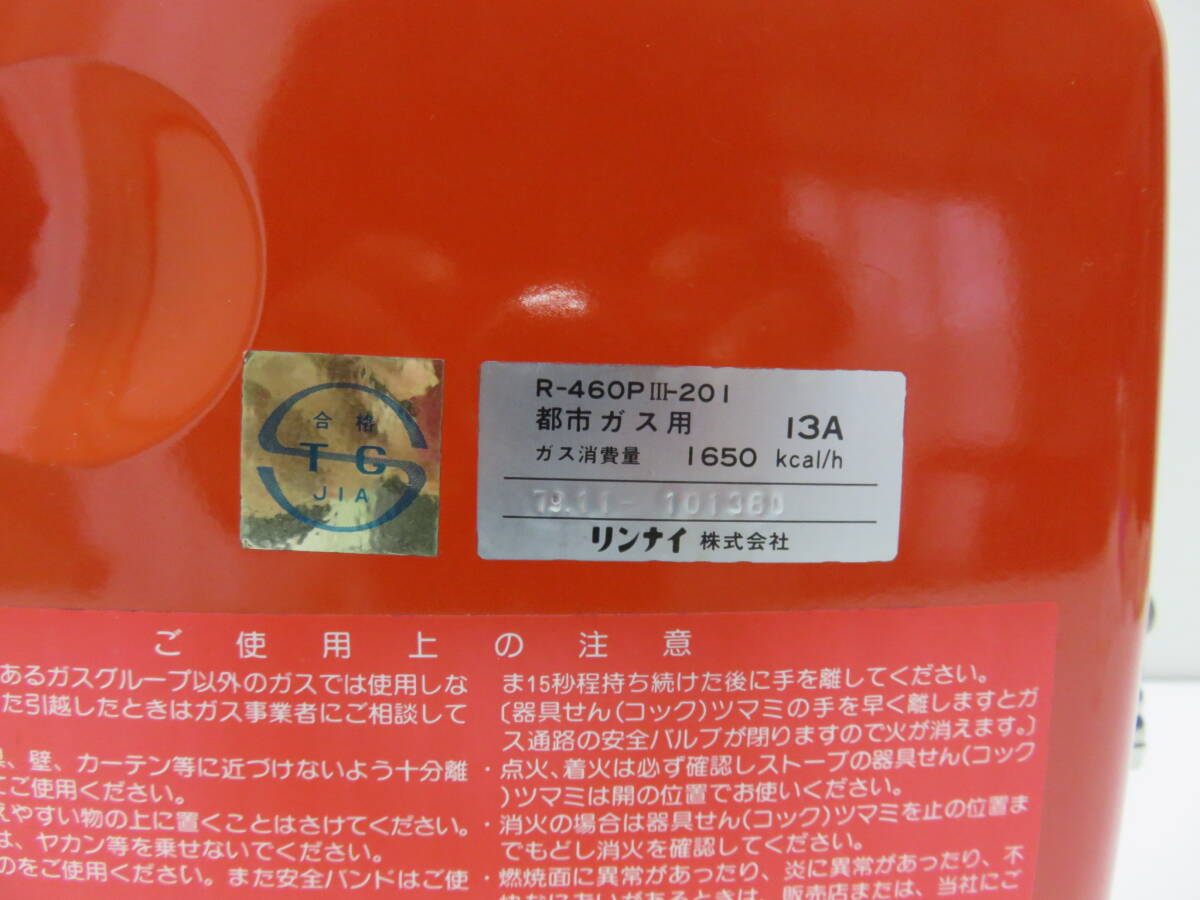 合格
TG
JIA
R-460PⅢ-201
都市ガス用 13A
ガス消費量 1650 kcal/h
79.11- 101380
リンナイ 株式会社
ご使用上の注意
あるガスグループ以外のガスでは使用しな
た引越したときはガス事業者にご相談して
、壁、カーテン等に近づけないよう十分離
ご使用ください。
えやすい物の上に置くことはさけてください。
は、ヤカン等を乗せないでください。
のをご使用ください。また安全バンドはご使
ま15秒程持ち続けた後に手を離してください。
〔器具せん(コック)ツマミの手を早く離しますとガ
ス通路の安全バルブが閉りますので火が消えます。〕
・点火、着火は必ず確認しストーブの器具せん(コック
)ツマミは開の位置でお使いください。
・消火の場合は器具せん(コック)ツマミを止の位置ま
でもどし消火を確認してください。
・燃焼面に異常があったり、炎に異常があったり、不
快なにおいがあるときは、販売店または、当社にご